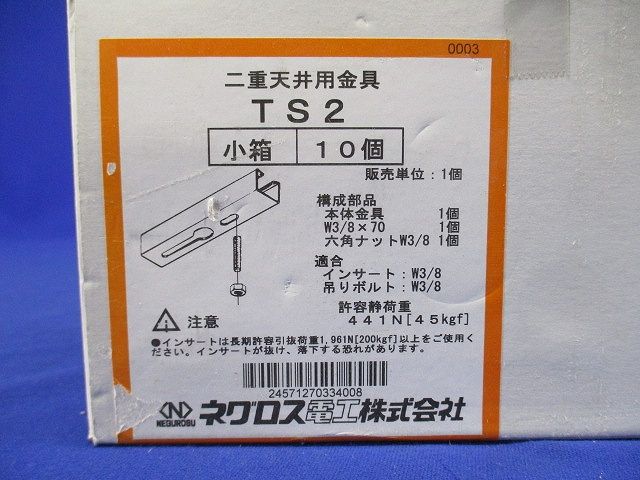 0003
二重天井用金具
TS2
小箱 10個
販売単位:1個
構成部品
本体金具 1個
W3/8×70 1個
六角ナットW3/8 1個
適合
インサート:W3/8
吊りボルト:W3/8
許容静荷重
441N[45kgf]
注意
●インサートは長期許容引抜荷重1,961N[200kgf]以上をご使用く
ださい。インサートが抜け、落下する恐れがあります。
24571270334008
N
NEGUROSU
ネグロス電工株式会社